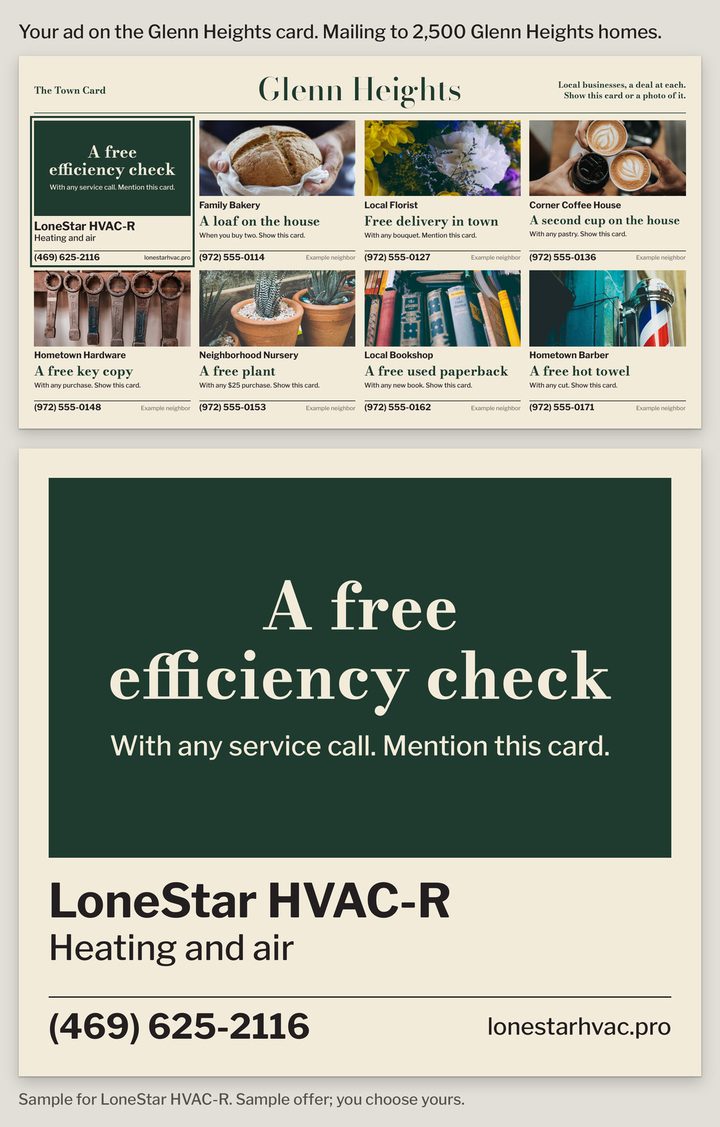 Your ad on the Glenn Heights card. Mailing to 2,500 Glenn Heights homes.
The Town Card
Glenn Heights
Local businesses, a deal at each.
Show this card or a photo of it.
A free
efficiency check
With any service call. Mention this card.
LoneStar HVAC-R
Heating and air
(469) 625-2116
lonestarhvac.pro
Family Bakery
A loaf on the house
When you buy two. Show this card.
(972) 555-0114
Example neighbor
Local Florist
Free delivery in town
With any bouquet. Mention this card.
(972) 555-0127
Example neighbor
Corner Coffee House
A second cup on the house
With any pastry. Show this card.
(972) 555-0136
Example neighbor
Hometown Hardware
A free key copy
With any purchase. Show this card.
(972) 555-0148
Example neighbor
Neighborhood Nursery
A free plant
With any $25 purchase. Show this card.
(972) 555-0153
Example neighbor
Local Bookshop
A free used paperback
With any new book. Show this card.
(972) 555-0162
Example neighbor
Hometown Barber
A free hot towel
With any cut. Show this card.
(972) 555-0171
Example neighbor
A free
efficiency check
With any service call. Mention this card.
LoneStar HVAC-R
Heating and air
(469) 625-2116
lonestarhvac.pro
Sample for LoneStar HVAC-R. Sample offer; you choose yours.